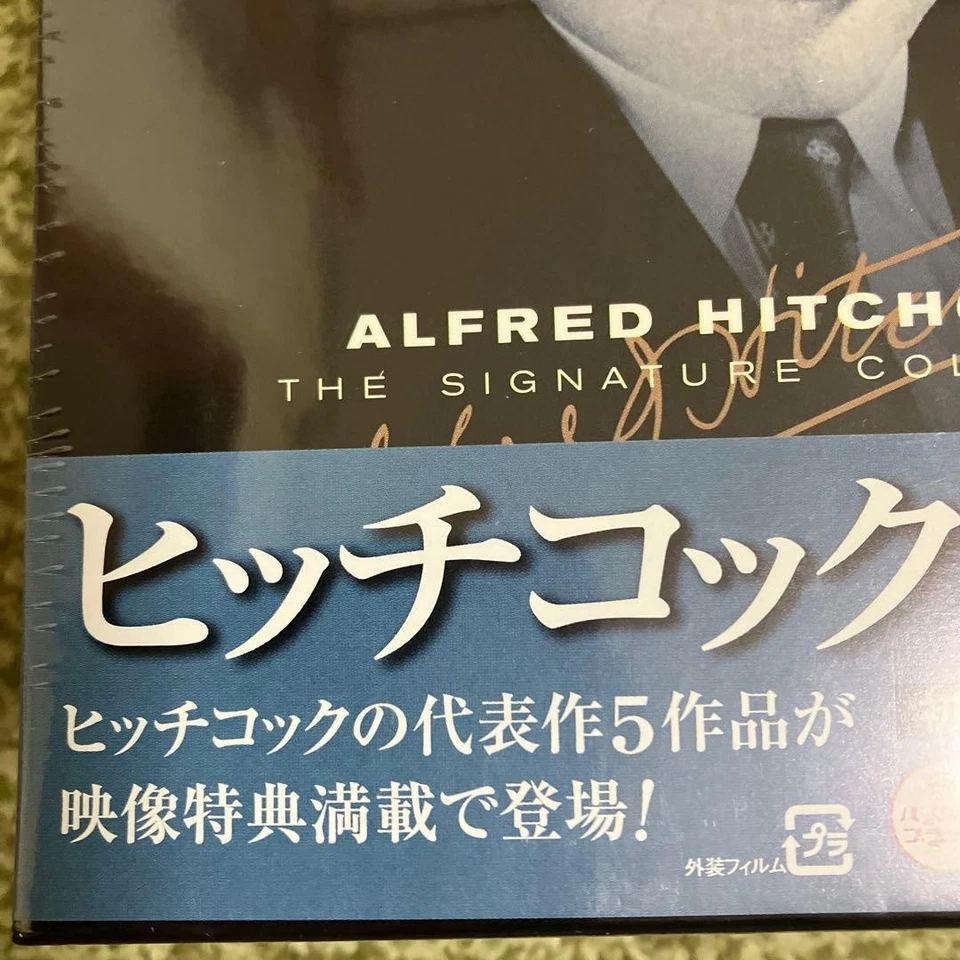 ALFRED HITCHC
THE SIGNATURE COL
ヒッチコック
ヒッチコックの代表作5作品が
映像特典満載で登場!
外装フィルム プラ